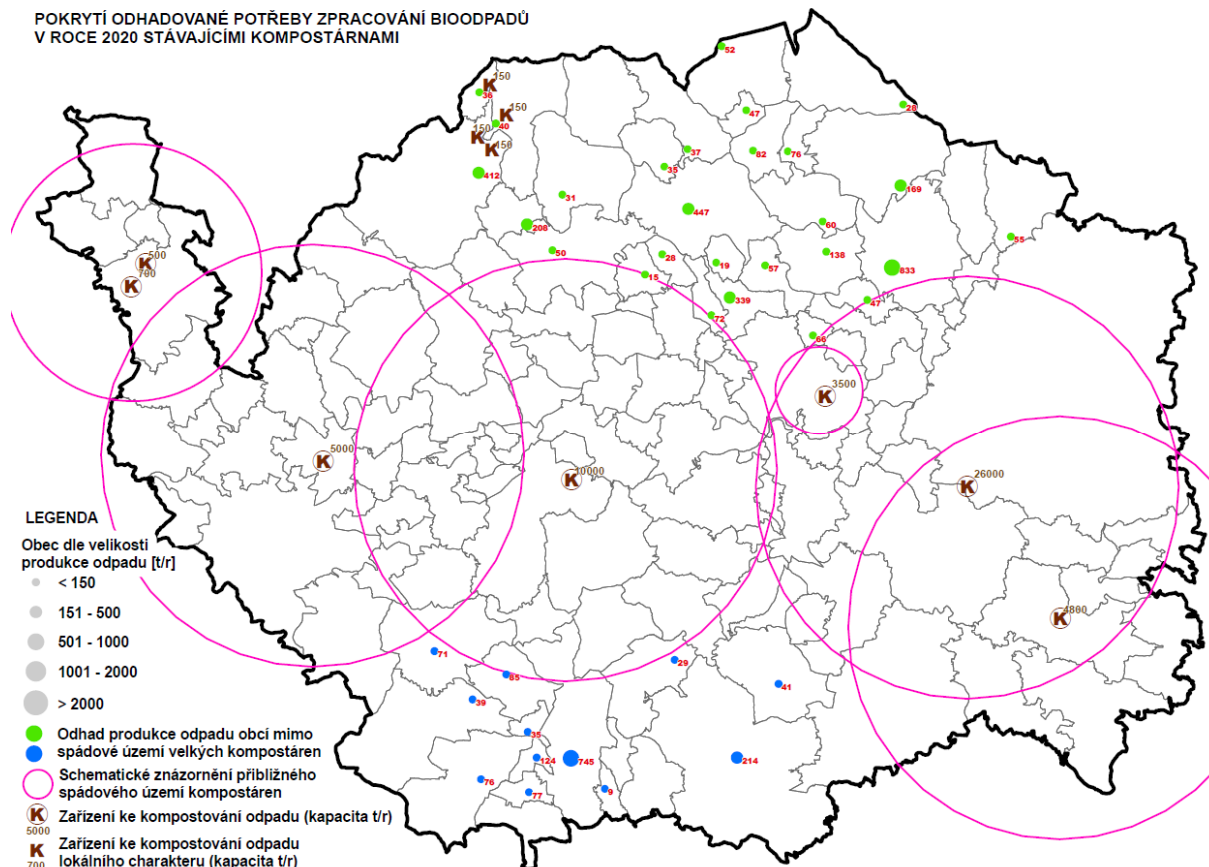 POKRYTÍ ODHADOVANÉ POTŘEBY ZPRACOVÁNÍ BIOODPADŮ
V ROCE 2020 STÁVAJÍCÍMI KOMPOSTÁRNAMI
52
K 150
36
K 150
40
47
28
150 K
K 150
37
82
76
35
412
169
31
447
208
60
55
50
138
28
19
57
K 500
833
15
K 700
339
47
72
66
K 3500
K 5000
K 10000
K 26000
K 4800
71
29
85
41
39
35
124
745
214
76
77
9
LEGENDA
Obec dle velikosti
produkce odpadu [t/r]
< 150
151 - 500
501 - 1000
1001 - 2000
> 2000
Odhad produkce odpadu obcí mimo
spádové území velkých kompostáren
Schematické znázornění přibližného
spádového území kompostáren
K Zařízení ke kompostování odpadu (kapacita t/r)
5000
K Zařízení ke kompostování odpadu
lokálního charakteru (kapacita t/r)
700